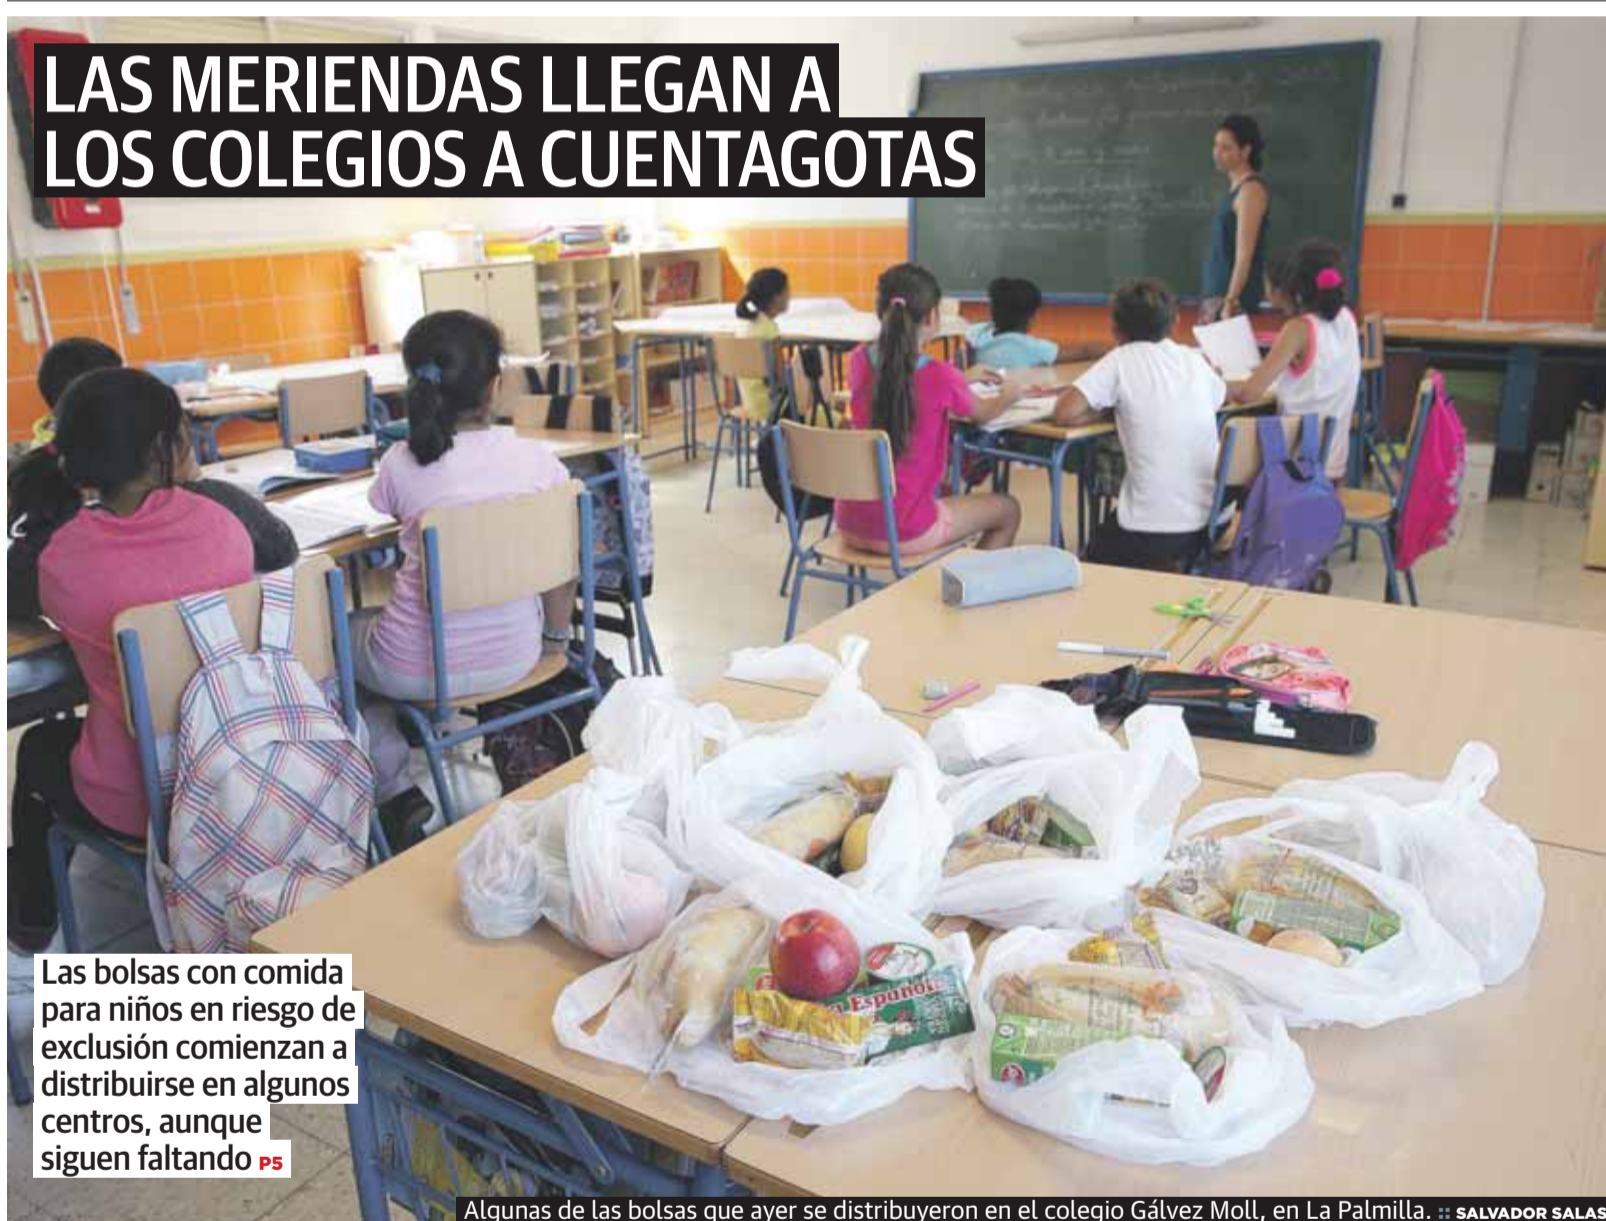 LAS MERIENDAS LLEGAN A
LOS COLEGIOS A CUENTAGOTAS
Española
Las bolsas con comida
para niños en riesgo de
exclusión comienzan a
distribuirse en algunos
centros, aunque
siguen faltando P5
Algunas de las bolsas que ayer se distribuyeron en el colegio Gálvez Moll, en La Palmilla. :: SALVADOR SALAS